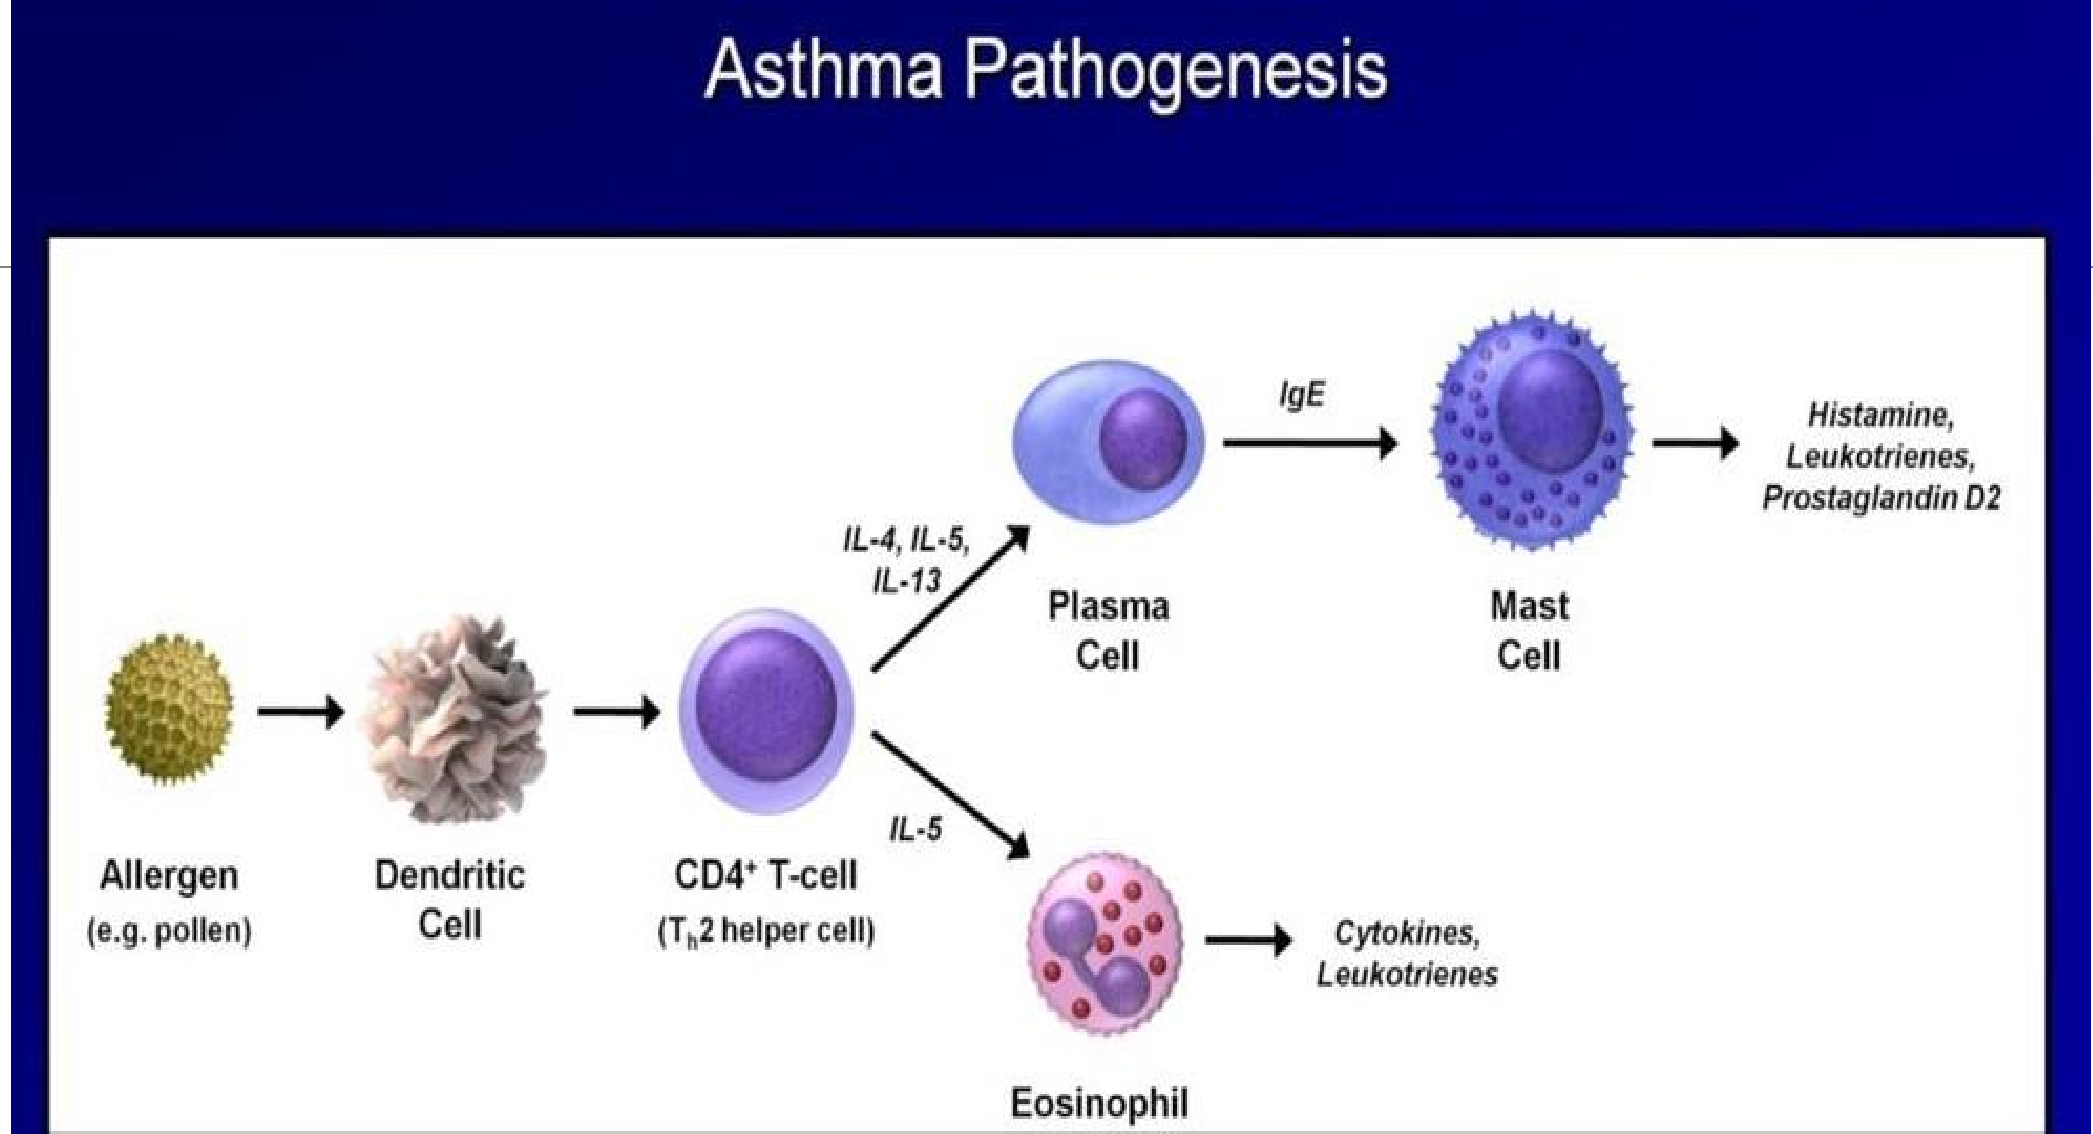 Asthma Pathogenesis
IgE
Histamine,
Leukotrienes,
Prostaglandin D2
IL-4, IL-5,
IL-13
Plasma
Cell
Mast
Cell
IL-5
Allergen
(e.g. pollen)
Dendritic
Cell
CD4⁺ T-cell
(Tₕ2 helper cell)
Cytokines,
Leukotrienes
Eosinophil